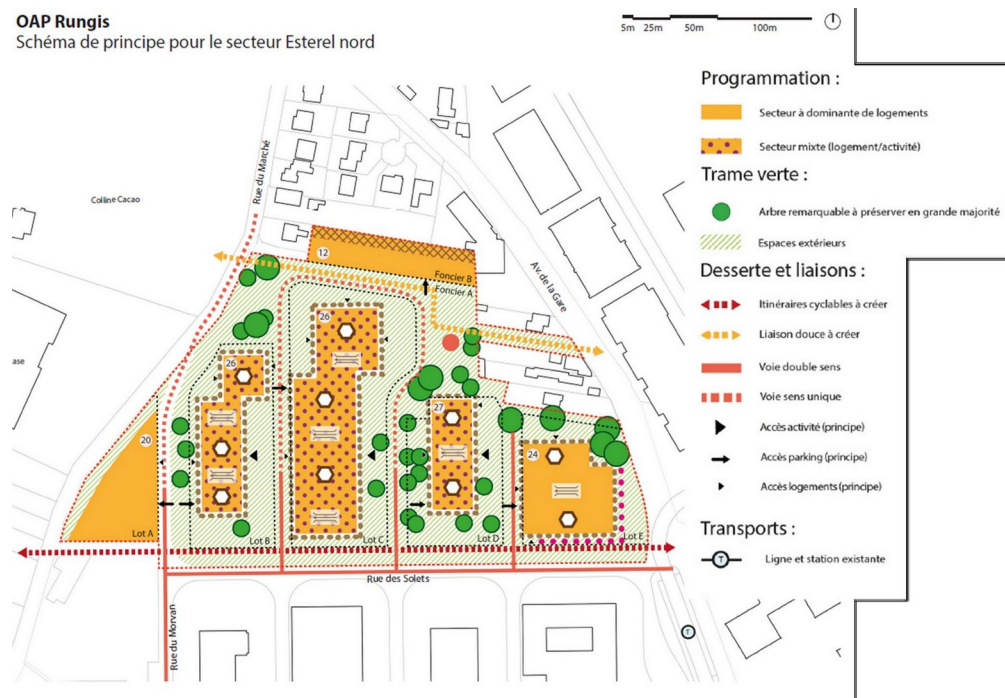 OAP Rungis
Schéma de principe pour le secteur Esterel nord
5m 25m 50m 100m
Programmation :
Secteur à dominante de logements
Secteur mixte (logement/activité)
Trame verte :
Arbre remarquable à préserver en grande majorité
Espaces extérieurs
Desserte et liaisons :
Itinéraires cyclables à créer
Liaison douce à créer
Voie double sens
Voie sens unique
Accès activité (principe)
Accès parking (principe)
Accès logements (principe)
Transports :
T
Ligne et station existante
Rue du Marché
Colline Cacao
12
Foncier B
Foncier A
Av. de la Gare
26
26
ase
27
20
24
Lot A
Lot B
Lot C
Lot D
Lot E
Rue des Solets
Rue du Morvan
T